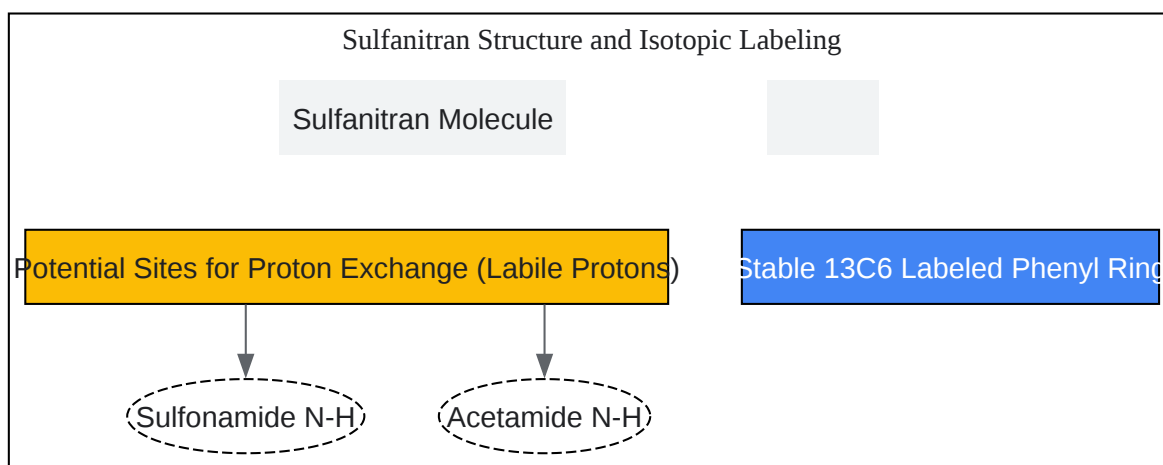 Sulfanitran Structure and Isotopic Labeling
Sulfanitran Molecule
Potential Sites for Proton Exchange (Labile Protons)
Stable 13C6 Labeled Phenyl Ring
Sulfonamide N-H
Acetamide N-H